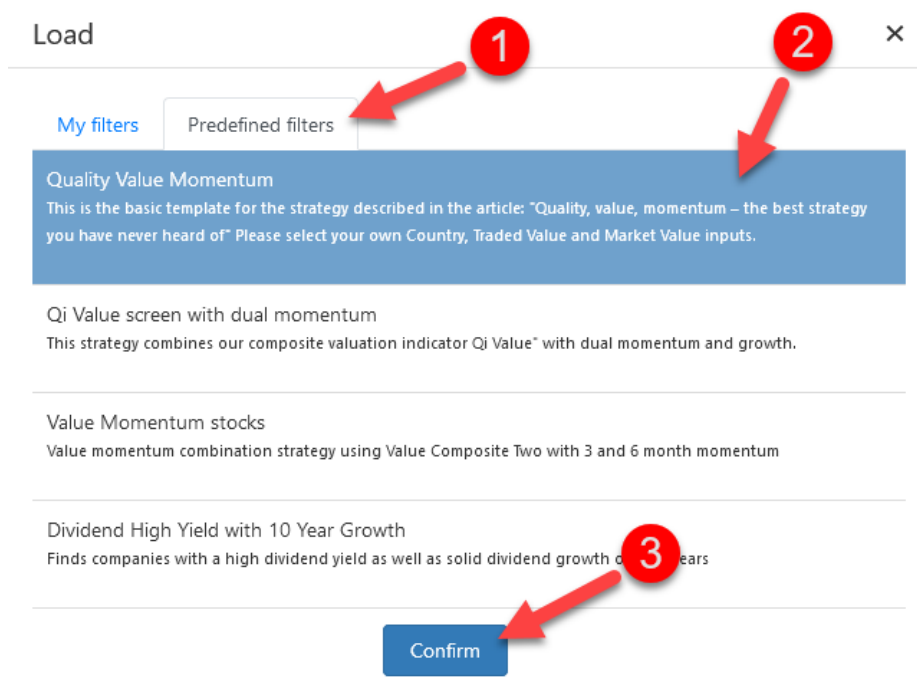 Load
×
1
2
My filters
Predefined filters
Quality Value Momentum
This is the basic template for the strategy described in the article: "Quality, value, momentum – the best strategy
you have never heard of" Please select your own Country, Traded Value and Market Value inputs.
Qi Value screen with dual momentum
This strategy combines our composite valuation indicator Qi Value" with dual momentum and growth.
Value Momentum stocks
Value momentum combination strategy using Value Composite Two with 3 and 6 month momentum
Dividend High Yield with 10 Year Growth
Finds companies with a high dividend yield as well as solid dividend growth
3
Confirm